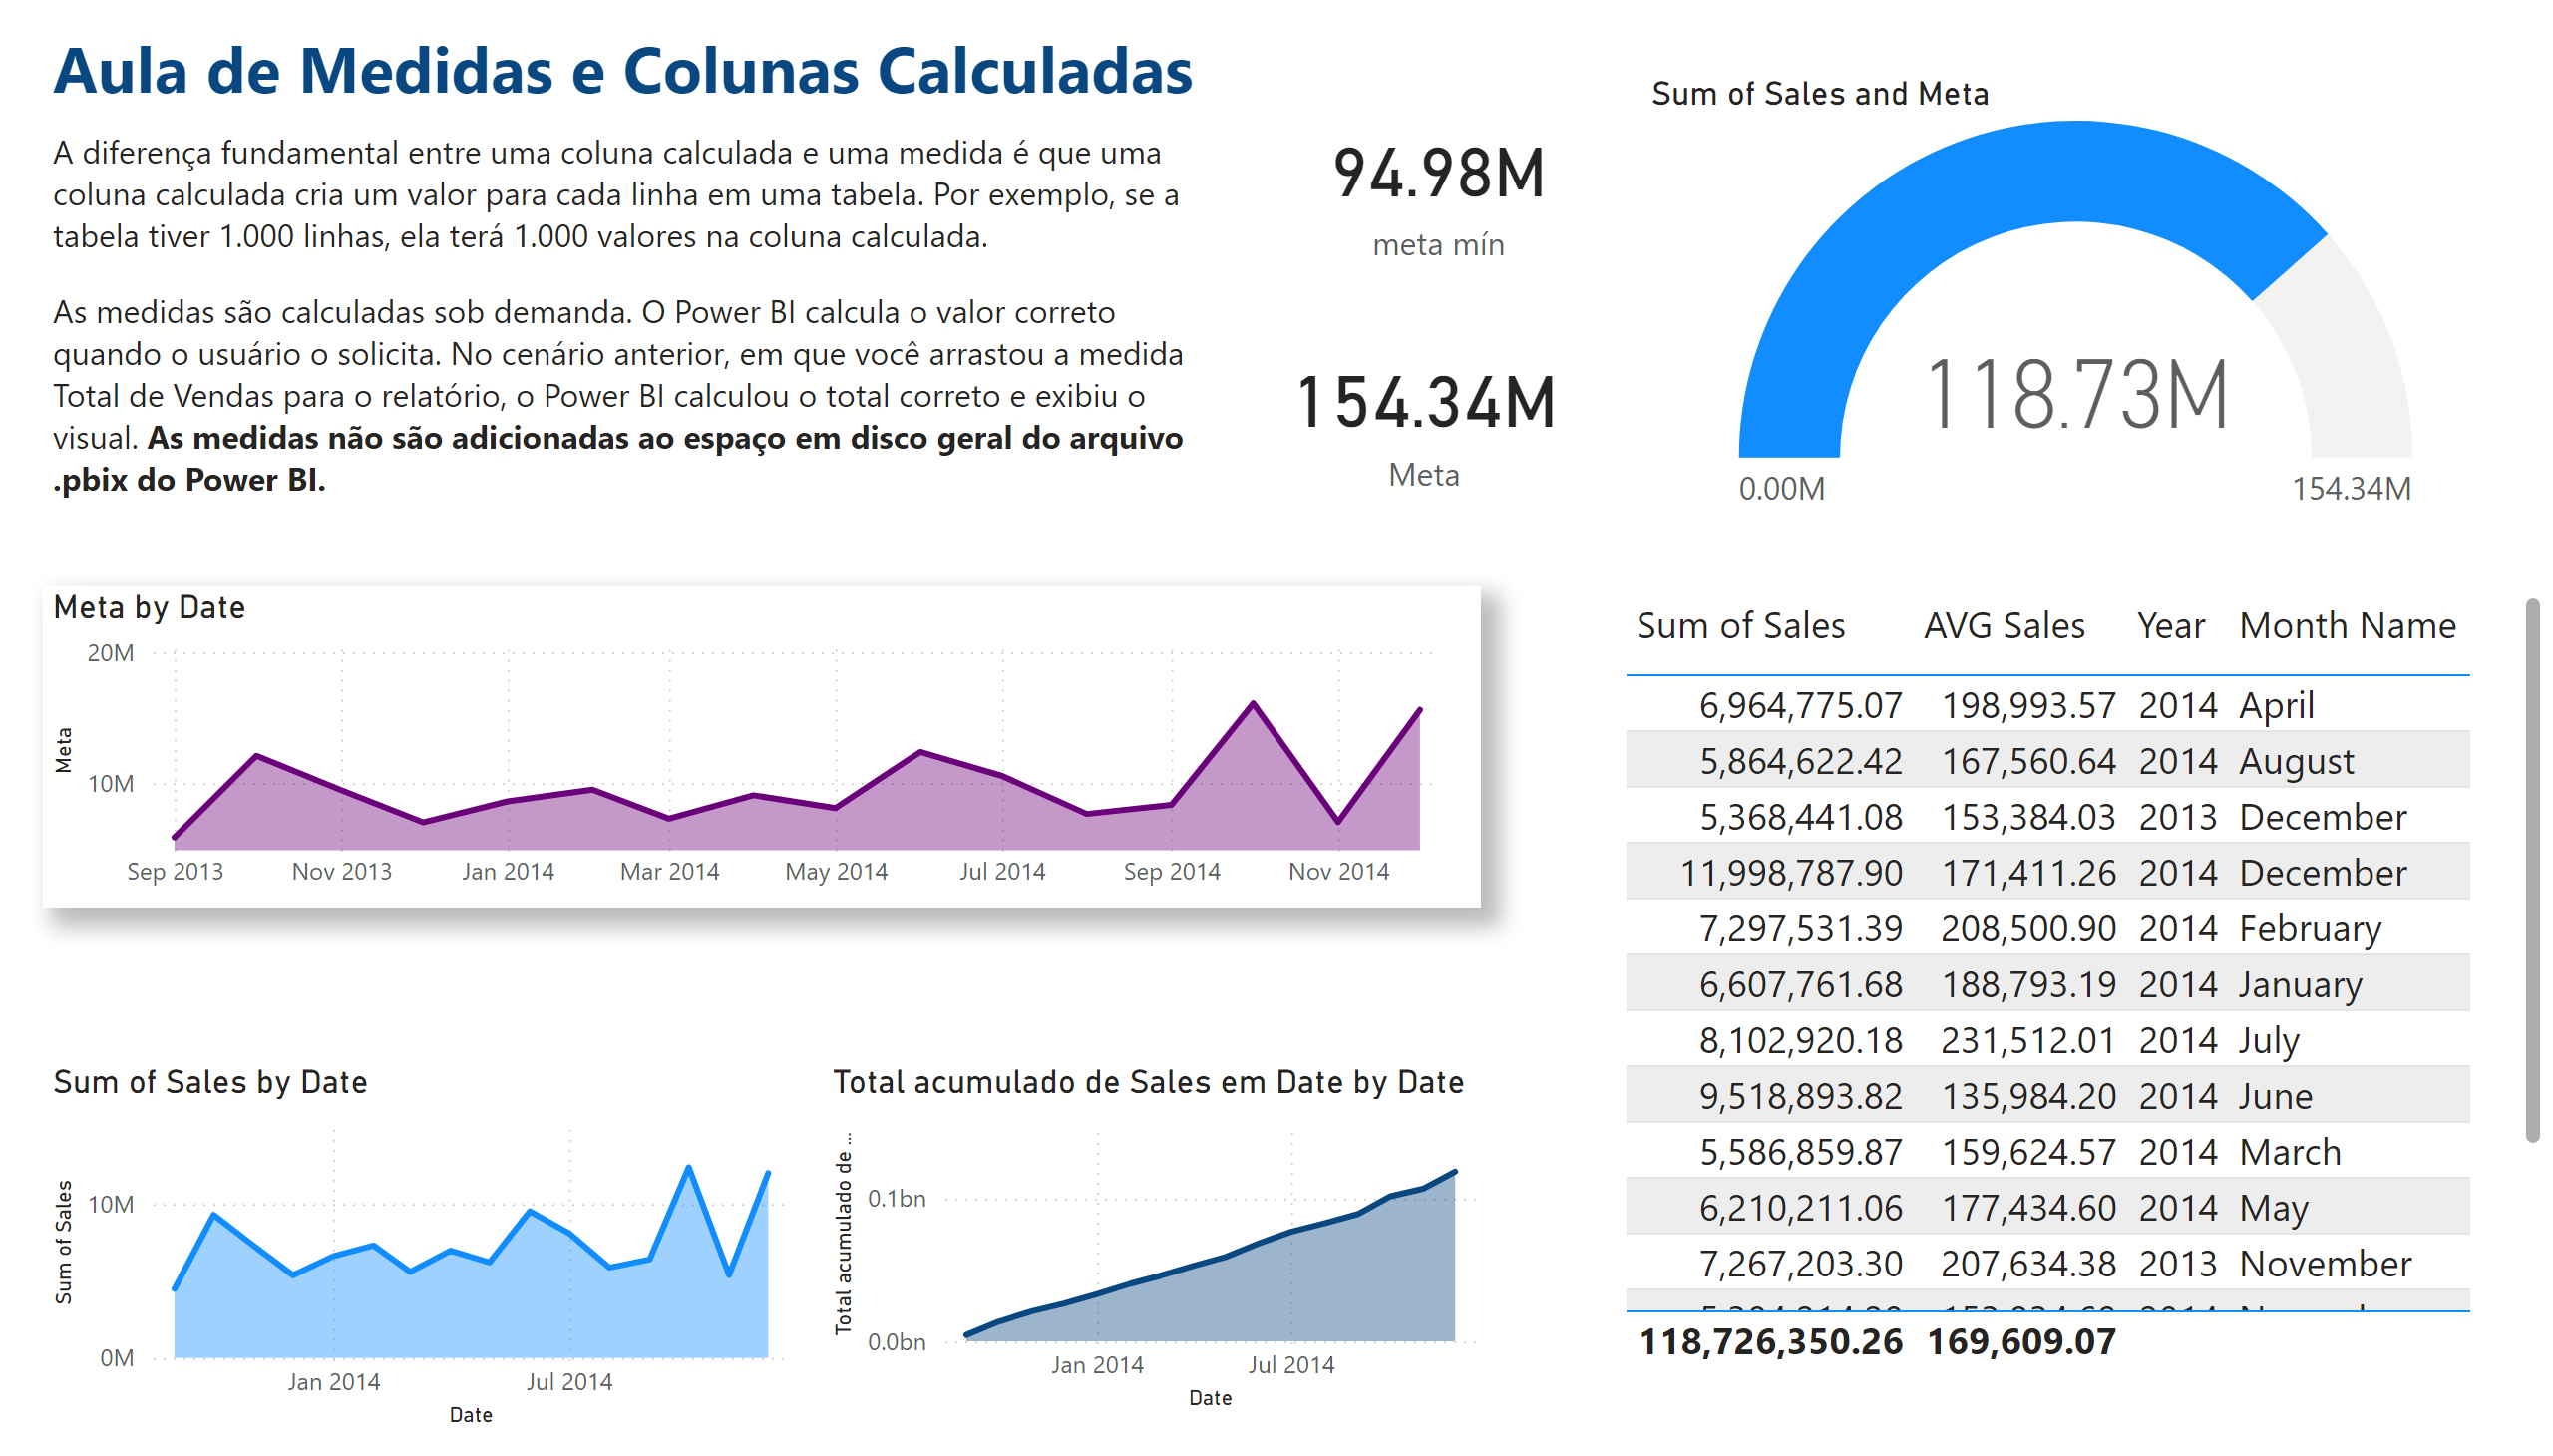 Aula de Medidas e Colunas Calculadas
A diferença fundamental entre uma coluna calculada e uma medida é que uma
coluna calculada cria um valor para cada linha em uma tabela. Por exemplo, se a
tabela tiver 1.000 linhas, ela terá 1.000 valores na coluna calculada.
As medidas são calculadas sob demanda. O Power BI calcula o valor correto
quando o usuário o solicita. No cenário anterior, em que você arrastou a medida
Total de Vendas para o relatório, o Power BI calculou o total correto e exibiu o
visual. As medidas não são adicionadas ao espaço em disco geral do arquivo
.pbix do Power BI.
94.98M
meta mín
154.34M
Meta
Sum of Sales and Meta
118.73M
0.00M 154.34M
Meta by Date
Meta
20M
10M
Sep 2013 Nov 2013 Jan 2014 Mar 2014 May 2014 Jul 2014 Sep 2014 Nov 2014
Sum of Sales by Date
Sum of Sales
10M
0M
Jan 2014 Jul 2014
Date
Total acumulado de Sales em Date by Date
Total acumulado de ...
0.1bn
0.0bn
Jan 2014 Jul 2014
Date
Sum of Sales AVG Sales Year Month Name
6,964,775.07 198,993.57 2014 April
5,864,622.42 167,560.64 2014 August
5,368,441.08 153,384.03 2013 December
11,998,787.90 171,411.26 2014 December
7,297,531.39 208,500.90 2014 February
6,607,761.68 188,793.19 2014 January
8,102,920.18 231,512.01 2014 July
9,518,893.82 135,984.20 2014 June
5,586,859.87 159,624.57 2014 March
6,210,211.06 177,434.60 2014 May
7,267,203.30 207,634.38 2013 November
118,726,350.26 169,609.07